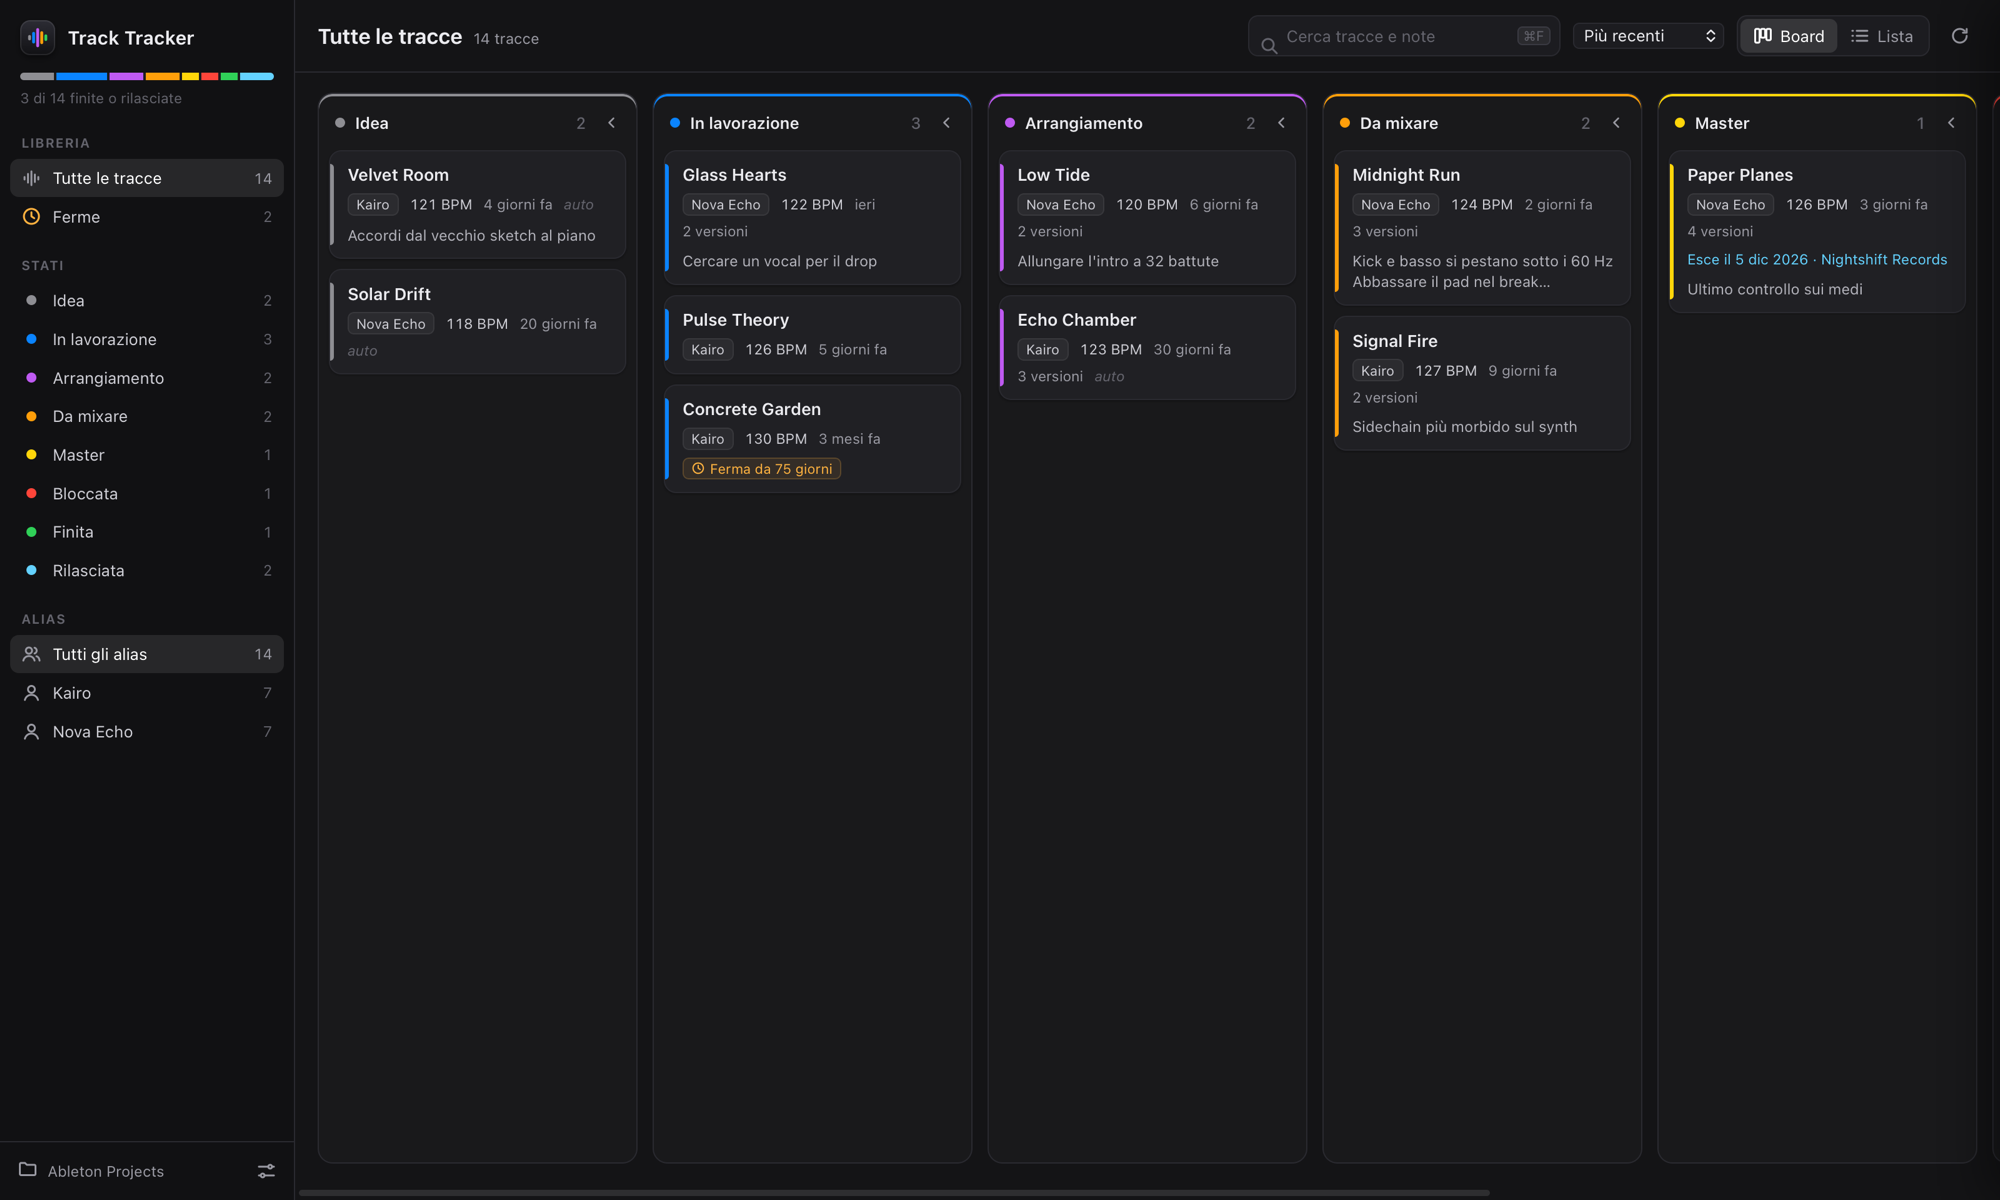 Track Tracker
3 di 14 finite o rilasciate
LIBRERIA
Tutte le tracce 14
Ferme 2
STATI
Idea 2
In lavorazione 3
Arrangiamento 2
Da mixare 2
Master 1
Bloccata 1
Finita 1
Rilasciata 2
ALIAS
Tutti gli alias 14
Kairo 7
Nova Echo 7
Ableton Projects
Tutte le tracce 14 tracce
Cerca tracce e note ⌘F
Più recenti
Board
Lista
Idea 2
Velvet Room
Kairo 121 BPM 4 giorni fa auto
Accordi dal vecchio sketch al piano
Solar Drift
Nova Echo 118 BPM 20 giorni fa
auto
In lavorazione 3
Glass Hearts
Nova Echo 122 BPM ieri
2 versioni
Cercare un vocal per il drop
Pulse Theory
Kairo 126 BPM 5 giorni fa
Concrete Garden
Kairo 130 BPM 3 mesi fa
Ferma da 75 giorni
Arrangiamento 2
Low Tide
Nova Echo 120 BPM 6 giorni fa
2 versioni
Allungare l'intro a 32 battute
Echo Chamber
Kairo 123 BPM 30 giorni fa
3 versioni auto
Da mixare 2
Midnight Run
Nova Echo 124 BPM 2 giorni fa
3 versioni
Kick e basso si pestano sotto i 60 Hz
Abbassare il pad nel break...
Signal Fire
Kairo 127 BPM 9 giorni fa
2 versioni
Sidechain più morbido sul synth
Master 1
Paper Planes
Nova Echo 126 BPM 3 giorni fa
4 versioni
Esce il 5 dic 2026 · Nightshift Records
Ultimo controllo sui medi